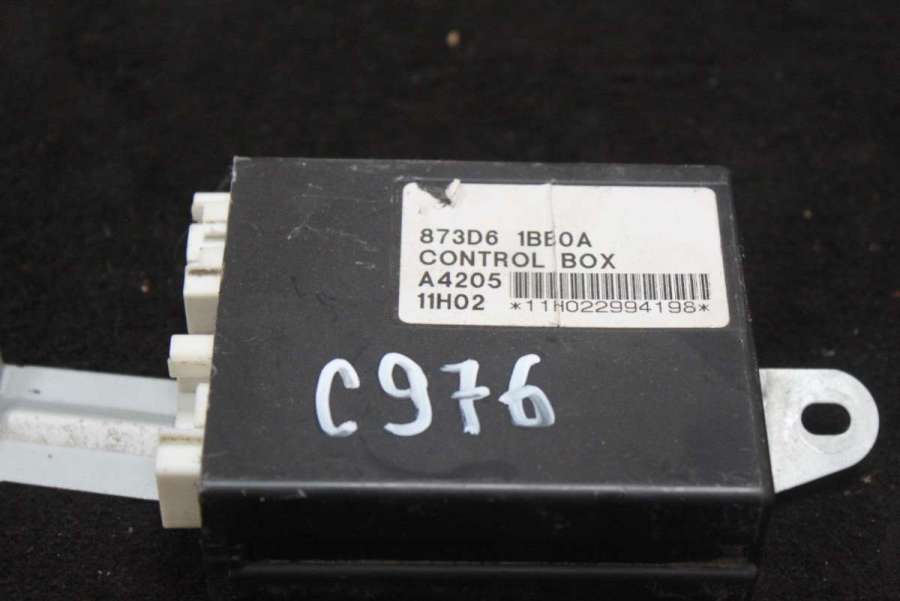 873D6 1BB0A
CONTROL BOX
A4205
11H02 *11H022994198*
C976